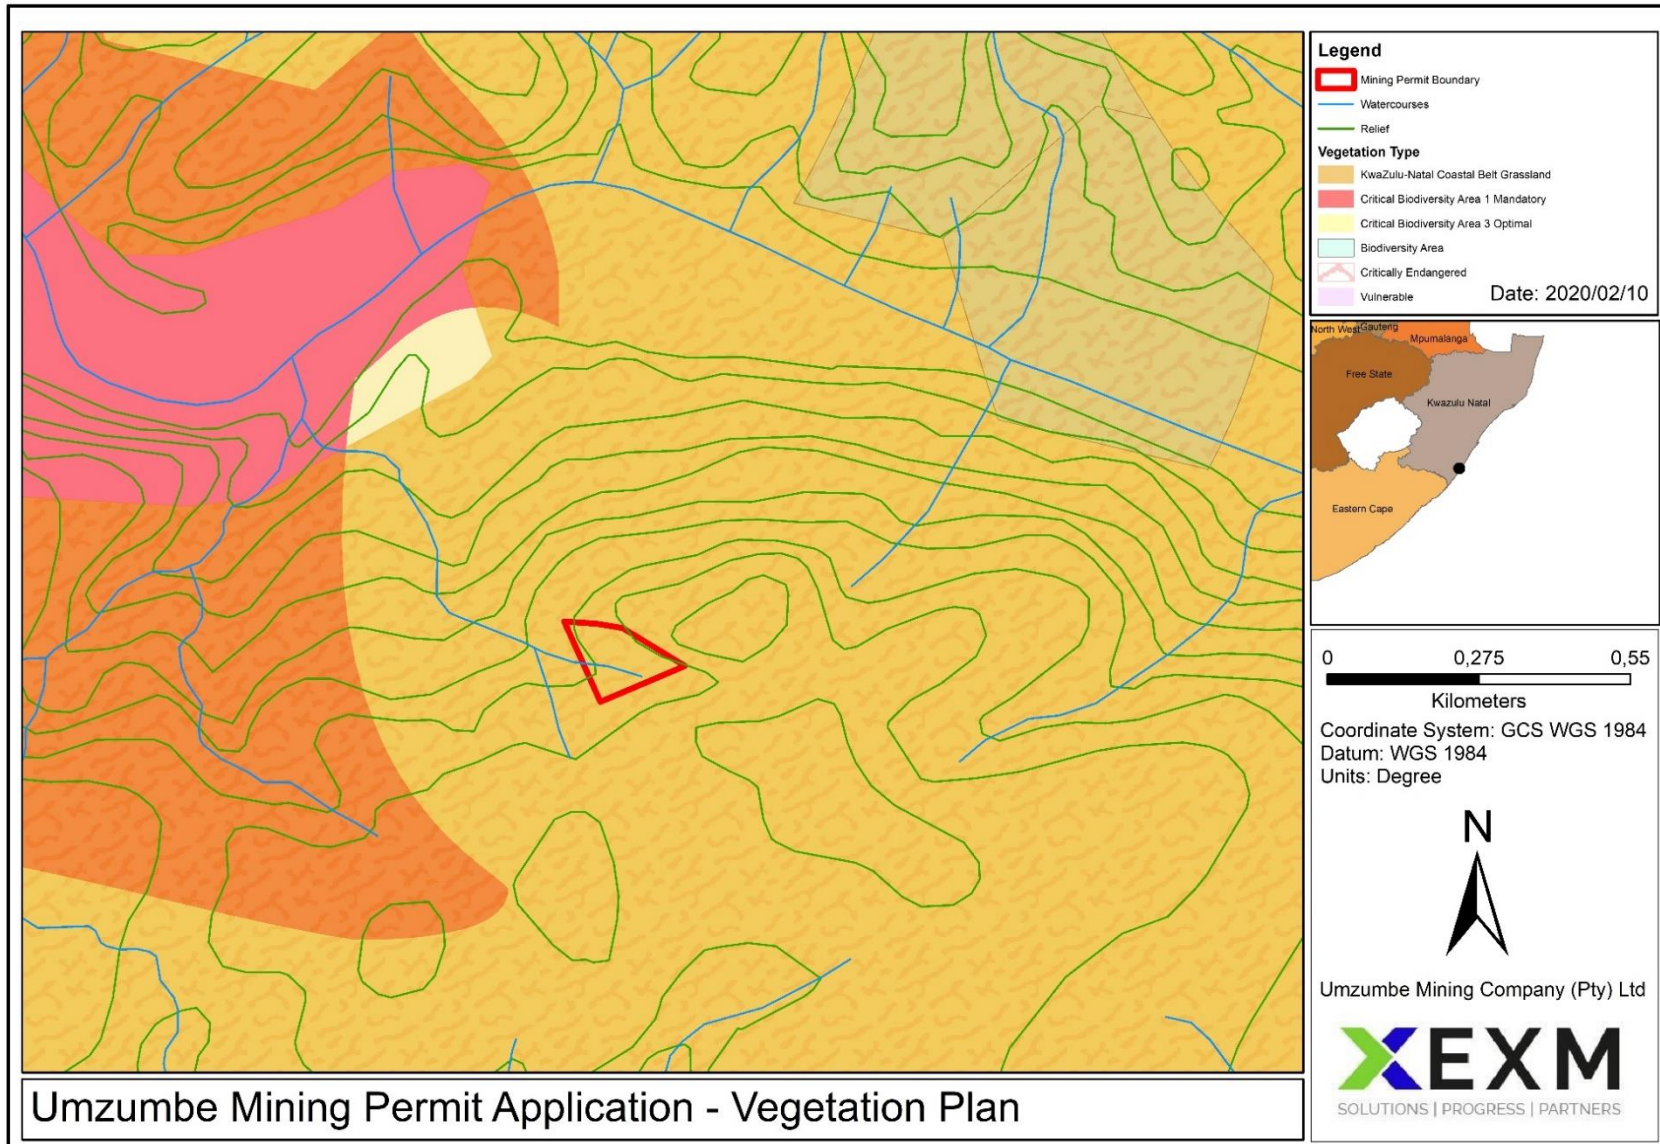 Legend
Mining Permit Boundary
Watercourses
Relief
Vegetation Type
KwaZulu-Natal Coastal Belt Grassland
Critical Biodiversity Area 1 Mandatory
Critical Biodiversity Area 3 Optimal
Biodiversity Area
Critically Endangered
Vulnerable
Date: 2020/02/10
North West
Gauteng
Mpumalanga
Free State
Kwazulu Natal
Eastern Cape
0 0,275 0,55
Kilometers
Coordinate System: GCS WGS 1984
Datum: WGS 1984
Units: Degree
N
Umzumbe Mining Company (Pty) Ltd
EXM
SOLUTIONS | PROGRESS | PARTNERS
Umzumbe Mining Permit Application - Vegetation Plan